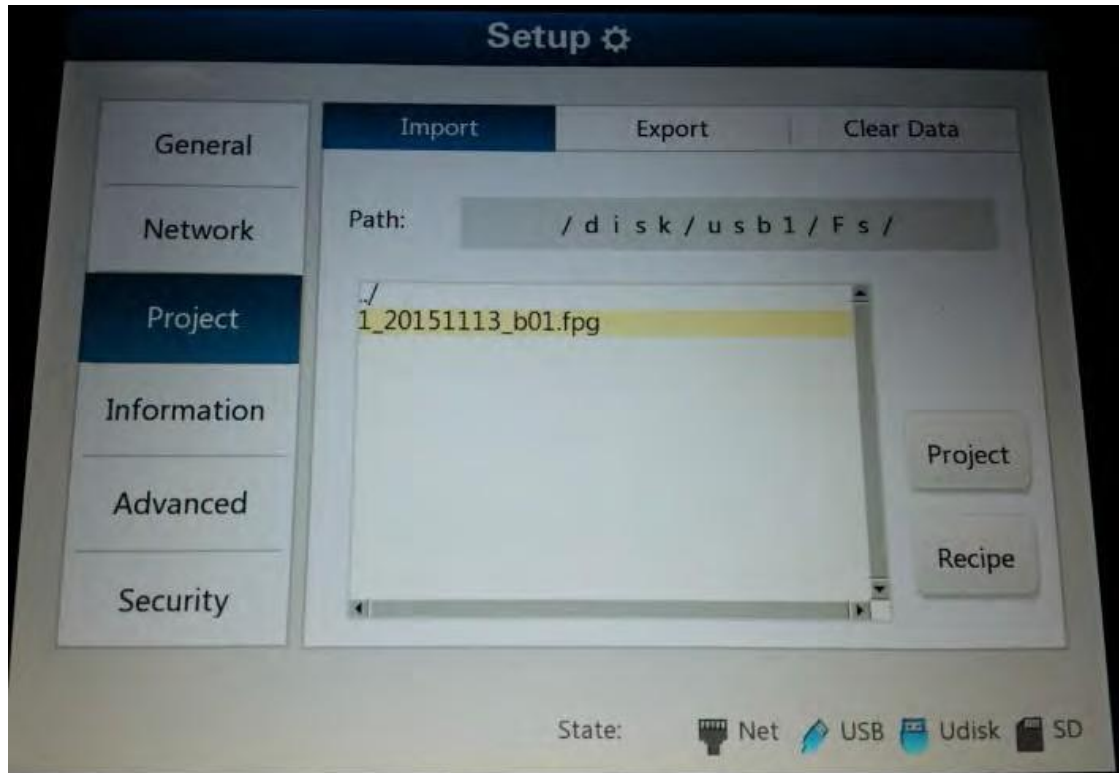 Setup
General
Network
Project
Information
Advanced
Security
Import Export Clear Data
Path: /disk/usb1/Fs/
../
1_20151113_b01.fpg
Project
Recipe
State: Net USB Udisk SD